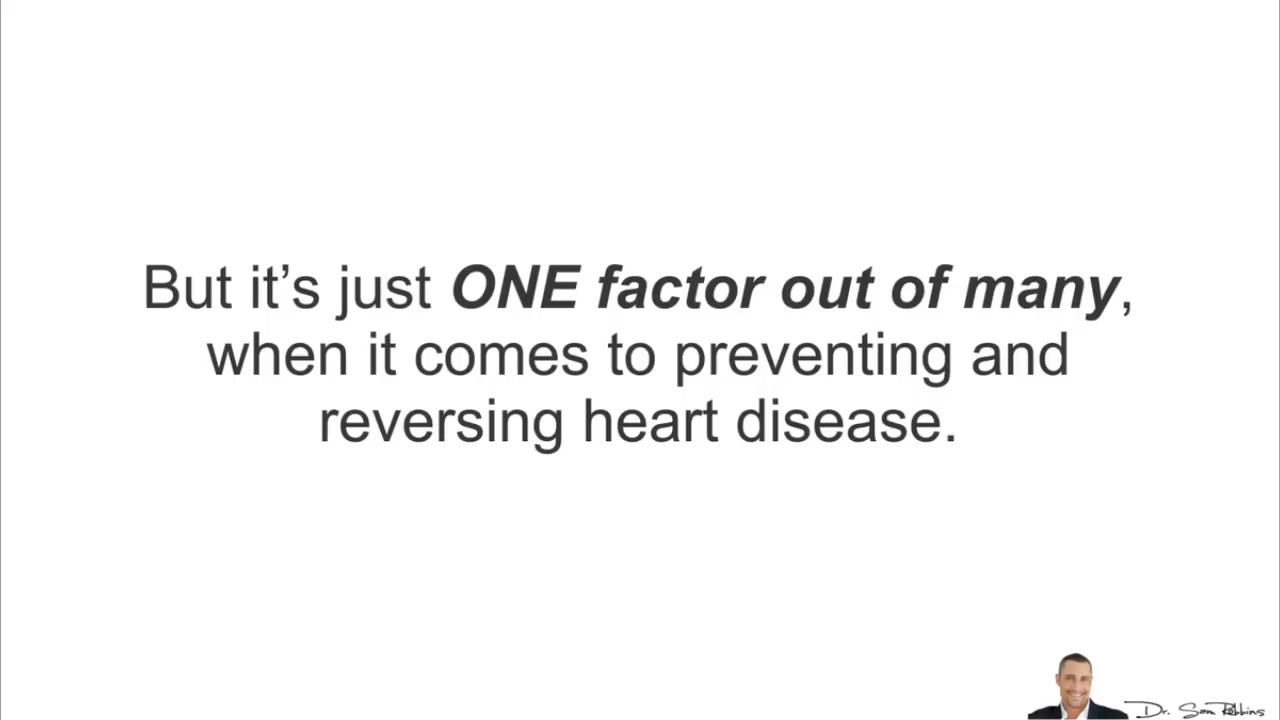 But it’s just ONE factor out of many,
when it comes to preventing and
reversing heart disease.
Dr. Sam Robbins